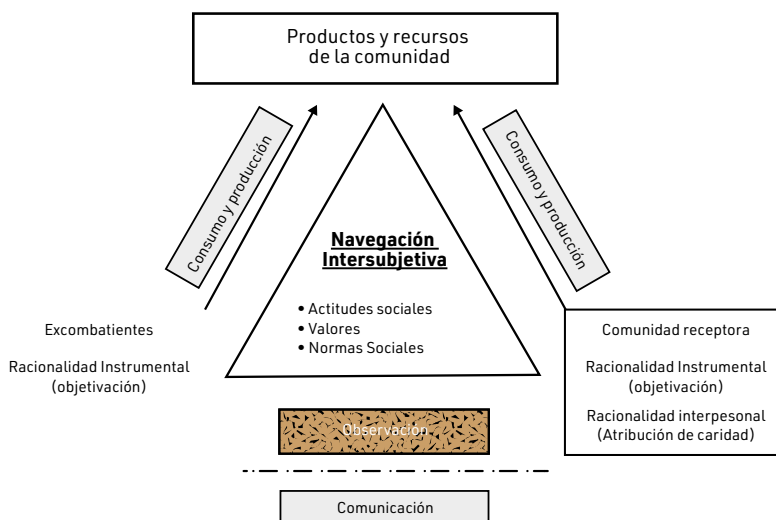 Productos y recursos
de la comunidad
Consumo y producción
Consumo y producción
Navegación
Intersubjetiva
• Actitudes sociales
• Valores
• Normas Sociales
Excombatientes
Racionalidad Instrumental
(objetivación)
Comunidad receptora
Racionalidad Instrumental
(objetivación)
Racionalidad interpesonal
(Atribución de caridad)
Observación
Comunicación